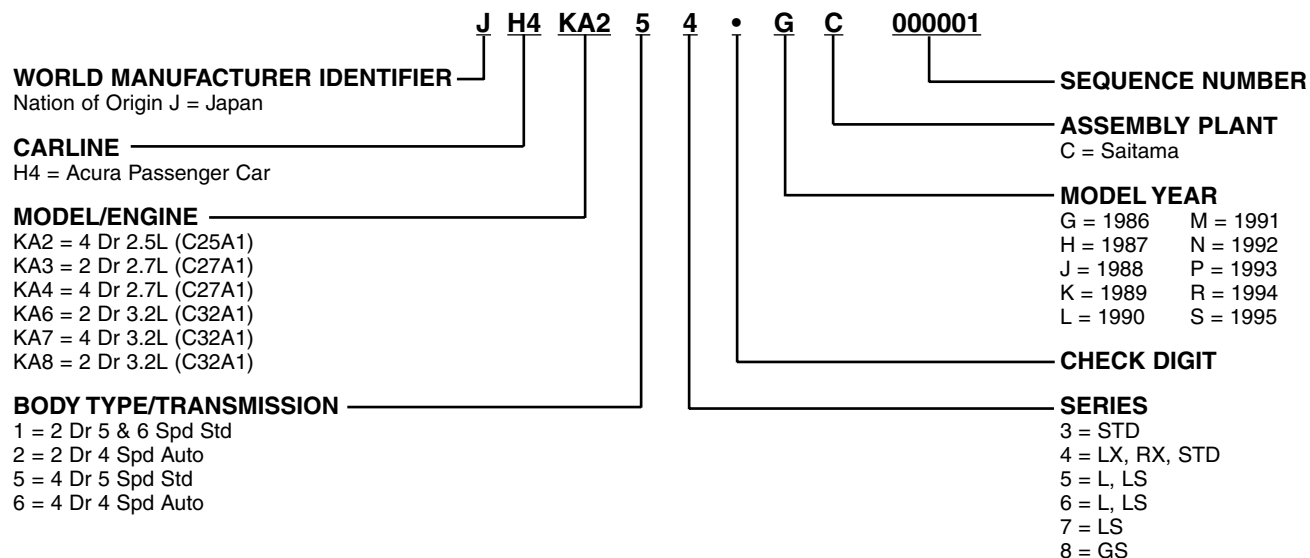 J H4 KA2 5 4 • G C 000001
WORLD MANUFACTURER IDENTIFIER
Nation of Origin J = Japan
CARLINE
H4 = Acura Passenger Car
MODEL/ENGINE
KA2 = 4 Dr 2.5L (C25A1)
KA3 = 2 Dr 2.7L (C27A1)
KA4 = 4 Dr 2.7L (C27A1)
KA6 = 2 Dr 3.2L (C32A1)
KA7 = 4 Dr 3.2L (C32A1)
KA8 = 2 Dr 3.2L (C32A1)
BODY TYPE/TRANSMISSION
1 = 2 Dr 5 & 6 Spd Std
2 = 2 Dr 4 Spd Auto
5 = 4 Dr 5 Spd Std
6 = 4 Dr 4 Spd Auto
SEQUENCE NUMBER
ASSEMBLY PLANT
C = Saitama
MODEL YEAR
G = 1986 M = 1991
H = 1987 N = 1992
J = 1988 P = 1993
K = 1989 R = 1994
L = 1990 S = 1995
CHECK DIGIT
SERIES
3 = STD
4 = LX, RX, STD
5 = L, LS
6 = L, LS
7 = LS
8 = GS